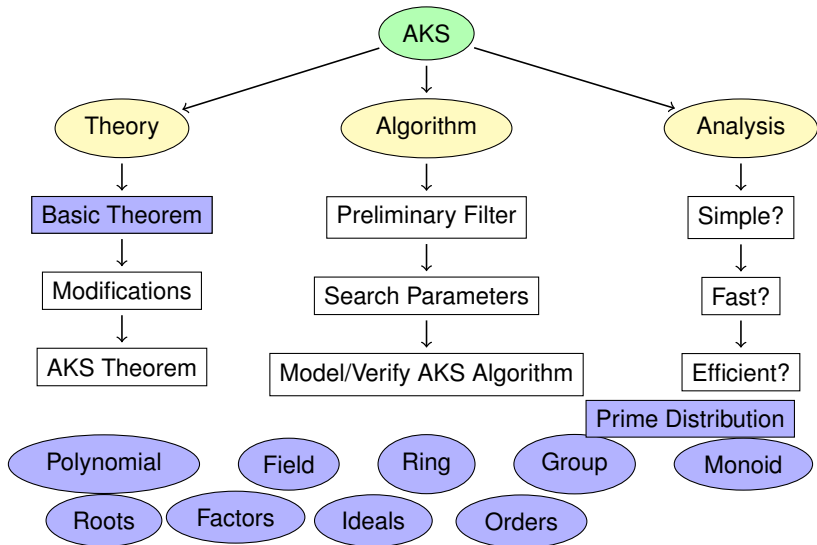 AKS
Theory Algorithm Analysis
Basic Theorem Preliminary Filter Simple?
Modifications Search Parameters Fast?
AKS Theorem Model/Verify AKS Algorithm Efficient?
Prime Distribution
Polynomial Field Ring Group Monoid
Roots Factors Ideals Orders